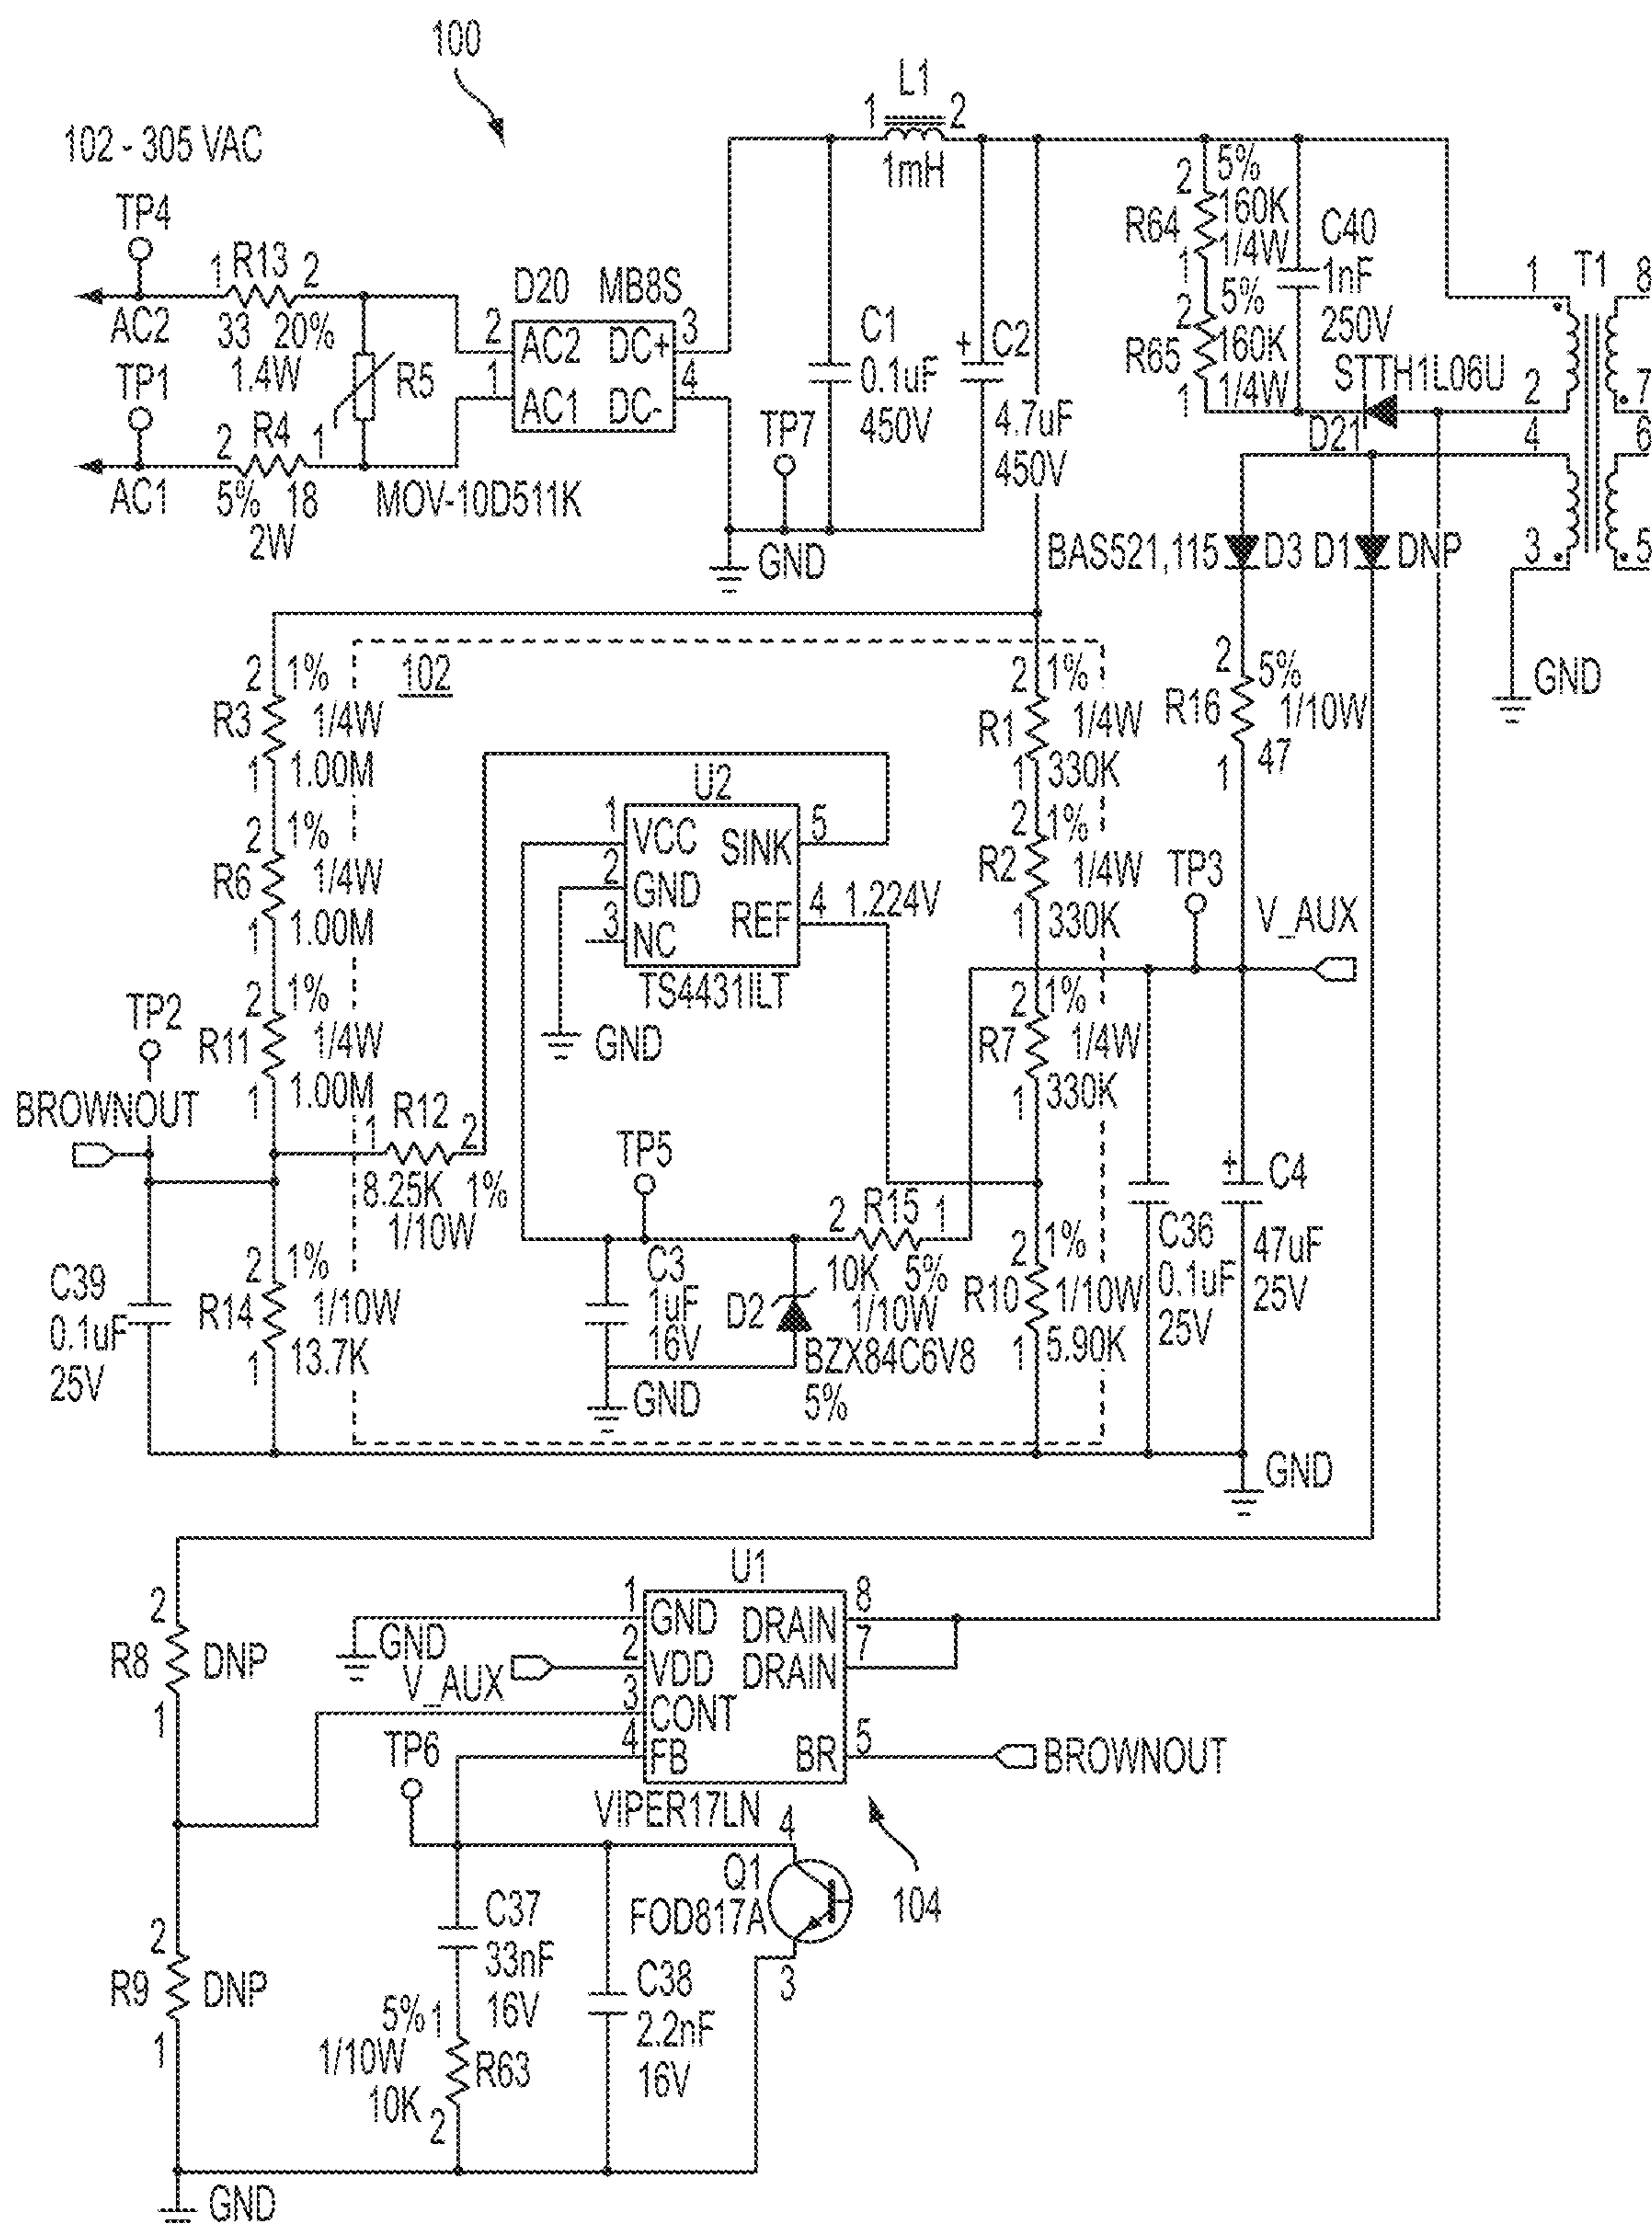 100
L1
1 2
1mH
102 - 305 VAC
TP4
1 R13 2
AC2
33 20%
1.4W
TP1
2 R4 1
AC1
5% 18
2W
R5
MOV-10D511K
D20 MB8S
2 AC2 DC+ 3
1 AC1 DC- 4
C1
0.1uF
450V
+ C2
4.7uF
450V
TP7
GND
2 5%
R64 160K
1 1/4W
2 5%
R65 160K
1 1/4W
C40
1nF
250V
STTH1L06U
D21
1 T1 8
2 7
4 6
3 5
BAS521,115 D3 D1 DNP
GND
102
2 1%
R3 1/4W
1 1.00M
2 1%
R6 1/4W
1 1.00M
2 1%
R11 1/4W
1 1.00M
U2
1 VCC SINK 5
2 GND
3 NC REF 4 1.224V
TS4431ILT
GND
2 1%
R1 1/4W
1 330K
2 1%
R2 1/4W
1 330K
2 1%
R7 1/4W
1 330K
2 5%
R16 1/10W
1 47
TP3
V_AUX
TP2
BROWNOUT
1 R12 2
8.25K 1%
1/10W
TP5
2 R15 1
10K 5%
1/10W
C3
1uF
16V
D2
BZX84C6V8
5%
GND
2 1%
R10 1/10W
1 5.90K
C36
0.1uF
25V
+ C4
47uF
25V
C39
0.1uF
25V
2 1%
R14 1/10W
1 13.7K
GND
U1
1 GND DRAIN 8
2 VDD DRAIN 7
3 CONT
4 FB BR 5
VIPER17LN
GND
V_AUX
BROWNOUT
2
R8 DNP
1
TP6
104
4
Q1
FOD817A
3
C37
33nF
16V
C38
2.2nF
16V
2
R9 DNP
1
5% 1
1/10W R63
10K 2
GND